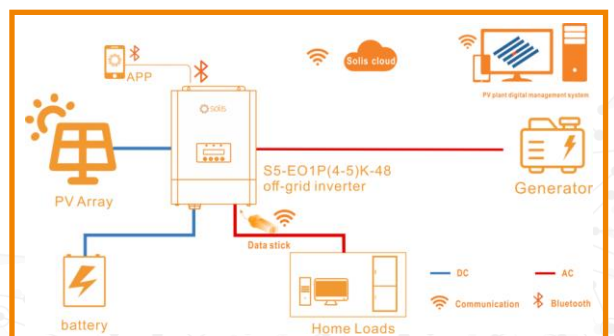 APP
Solis cloud
PV plant digital management system
solis
S5-EO1P(4-5)K-48
off-grid inverter
PV Array
Generator
Data stick
DC
AC
Communication
Bluetooth
battery
Home Loads